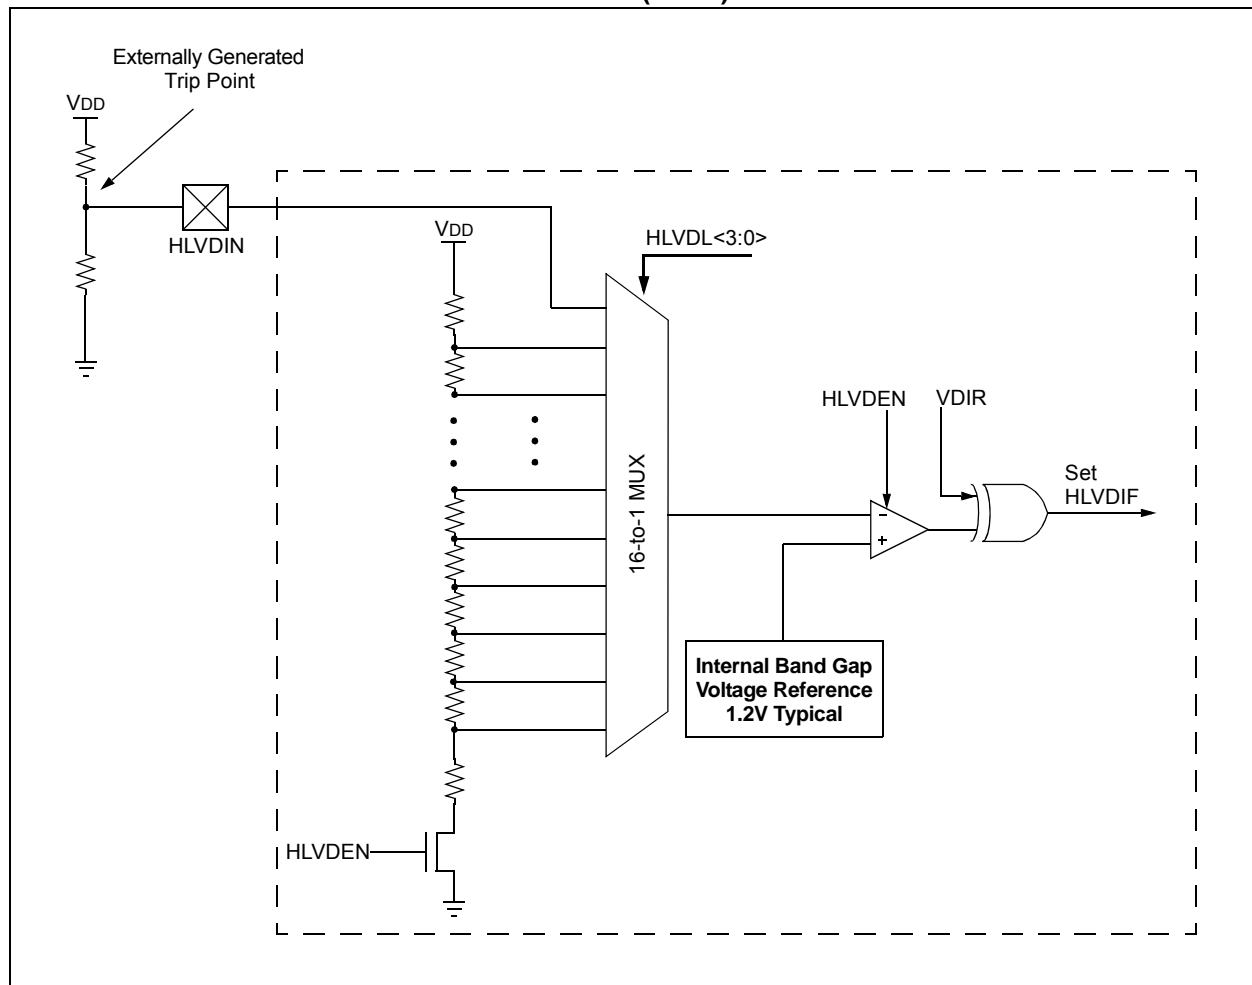 Externally Generated
Trip Point
VDD
HLVDIN
VDD
HLVDL<3:0>
16-to-1 MUX
HLVDEN
VDIR
Set
HLVDIF
-
+
Internal Band Gap
Voltage Reference
1.2V Typical
HLVDEN